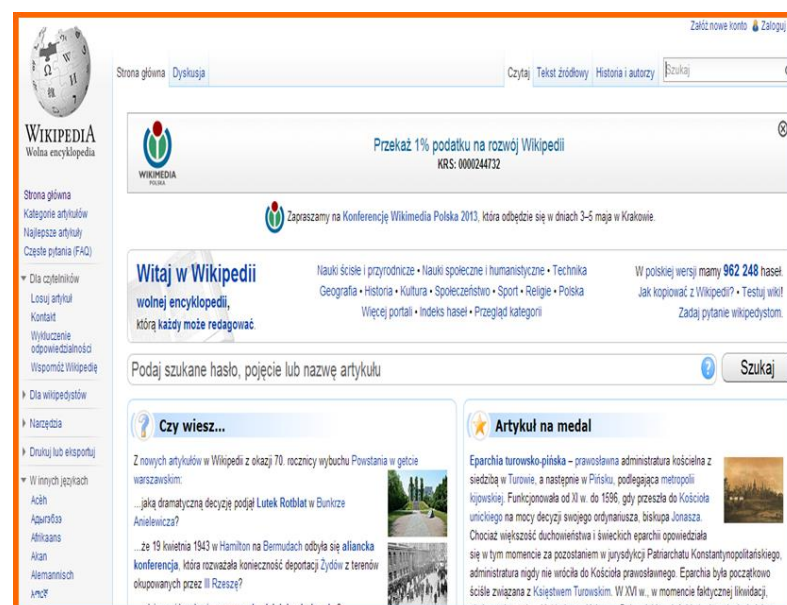 Załóż nowe konto Zaloguj
Strona główna Dyskusja Czytaj Tekst źródłowy Historia i autorzy Szukaj
WIKIPEDIA
Wolna encyklopedia
Strona główna
Kategorie artykułów
Najlepsze artykuły
Częste pytania (FAQ)
Dla czytelników
Losuj artykuł
Kontakt
Wykluczenie
odpowiedzialności
Wspomóż Wikipedię
Dla wikipedystów
Narzędzia
Drukuj lub eksportuj
W innych językach
Acèh
Адыгэбзэ
Afrikaans
Akan
Alemannisch
አማርኛ
WIKIMEDIA
POLSKA
Przekaż 1% podatku na rozwój Wikipedii
KRS: 0000244732
Zapraszamy na Konferencję Wikimedia Polska 2013, która odbędzie się w dniach 3–5 maja w Krakowie.
Witaj w Wikipedii
wolnej encyklopedii,
którą każdy może redagować.
Nauki ścisłe i przyrodnicze • Nauki społeczne i humanistyczne • Technika
Geografia • Historia • Kultura • Społeczeństwo • Sport • Religie • Polska
Więcej portali • Indeks haseł • Przegląd kategorii
W polskiej wersji mamy 962 248 haseł.
Jak kopiować z Wikipedii? • Testuj wiki!
Zadaj pytanie wikipedystom.
Podaj szukane hasło, pojęcie lub nazwę artykułu
Szukaj
Czy wiesz...
Z nowych artykułów w Wikipedii z okazji 70. rocznicy wybuchu Powstania w getcie
warszawskim:
...jaką dramatyczną decyzję podjął Lutek Rotblat w Bunkrze
Anielewicza?
...że 19 kwietnia 1943 w Hamilton na Bermudach odbyła się aliancka
konferencja, która rozważała konieczność deportacji Żydów z terenów
okupowanych przez III Rzeszę?
Artykuł na medal
Eparchia turowsko-pińska – prawosławna administratura kościelna z
siedzibą w Turowie, a następnie w Pińsku, podlegająca metropolii
kijowskiej. Funkcjonowała od XI w. do 1596, gdy przeszła do Kościoła
unickiego na mocy decyzji swojego ordynariusza, biskupa Jonasza.
Chociaż większość duchowieństwa i świeckich eparchii opowiedziała
się w tym momencie za pozostaniem w jurysdykcji Patriarchatu Konstantynopolitańskiego,
administratura nigdy nie wróciła do Kościoła prawosławnego. Eparchia była początkowo
ściśle związana z Księstwem Turowskim. W XVI w., w momencie faktycznej likwidacji,